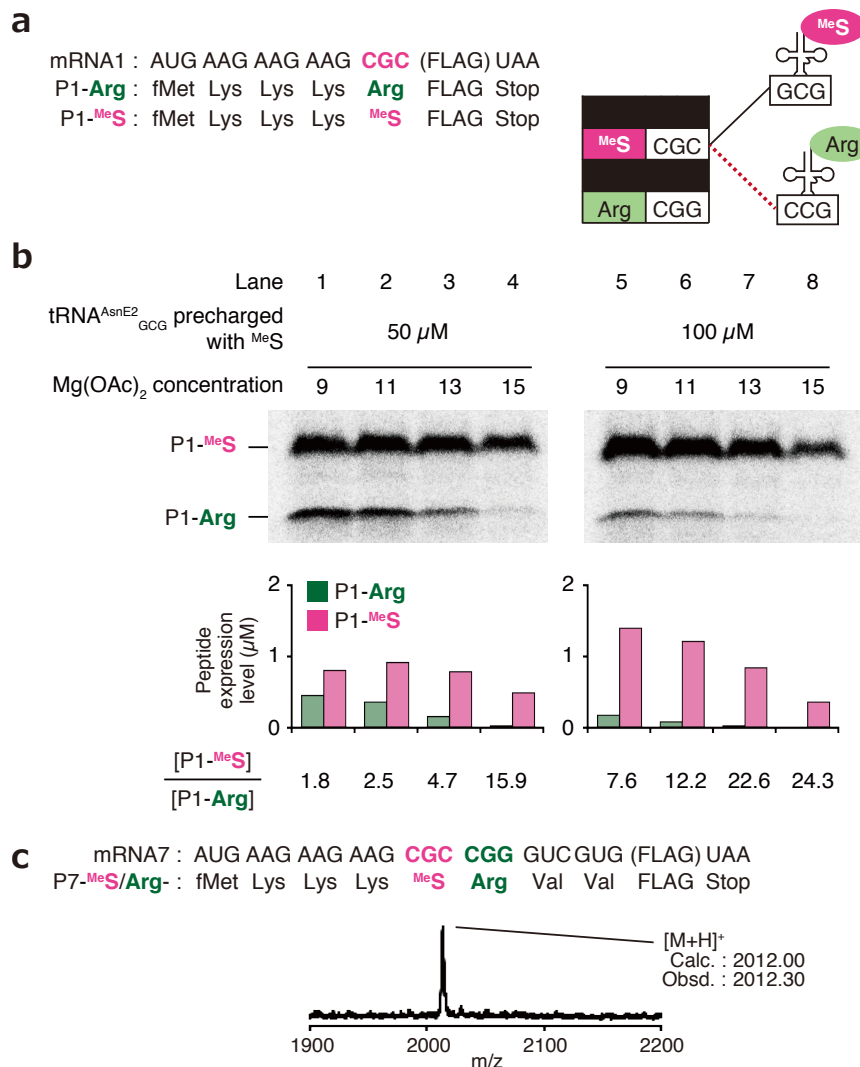 a
mRNA1 : AUG AAG AAG AAG CGC (FLAG) UAA
P1-Arg : fMet Lys Lys Lys Arg FLAG Stop
P1-MeS : fMet Lys Lys Lys MeS FLAG Stop
MeS
GCG
MeS CGC
Arg
Arg CGG
CCG
b
Lane 1 2 3 4 5 6 7 8
tRNAAsnE2GCG precharged
with MeS
50 µM 100 µM
Mg(OAc)2 concentration
9 11 13 15 9 11 13 15
P1-MeS
P1-Arg
Peptide
expression
level (µM)
2 2
P1-Arg
P1-MeS
1 1
0 0
[P1-MeS]
[P1-Arg]
1.8 2.5 4.7 15.9 7.6 12.2 22.6 24.3
c
mRNA7 : AUG AAG AAG AAG CGC CGG GUC GUG (FLAG) UAA
P7-MeS/Arg- : fMet Lys Lys Lys MeS Arg Val Val FLAG Stop
[M+H]+
Calc. : 2012.00
Obsd. : 2012.30
1900 2000 2100 2200
m/z